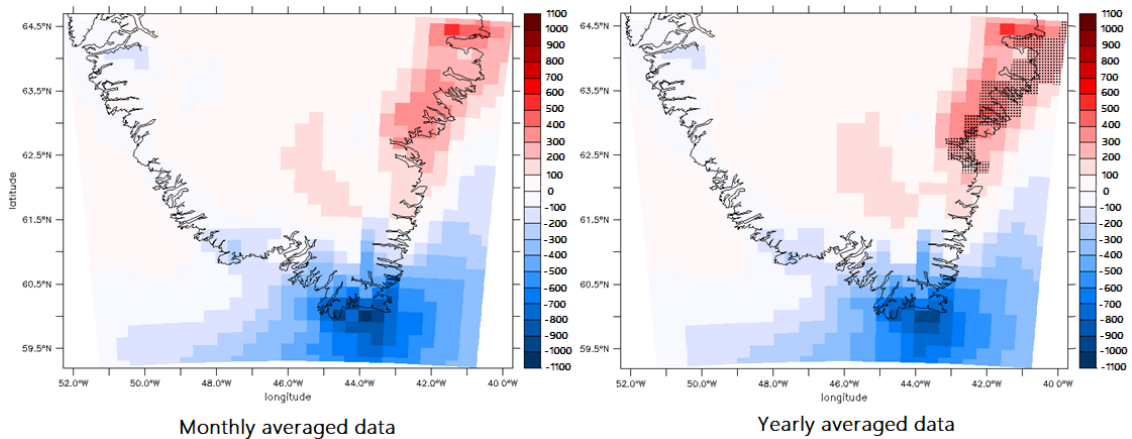 64.5°N
63.5°N
62.5°N
61.5°N
60.5°N
59.5°N
latitude
52.0°W 50.0°W 48.0°W 46.0°W 44.0°W 42.0°W 40.0°W
longitude
1100
1000
900
800
700
600
500
400
300
200
100
0
-100
-200
-300
-400
-500
-600
-700
-800
-900
-1000
-1100
Monthly averaged data
64.5°N
63.5°N
62.5°N
61.5°N
60.5°N
59.5°N
52.0°W 50.0°W 48.0°W 46.0°W 44.0°W 42.0°W 40.0°W
longitude
1100
1000
900
800
700
600
500
400
300
200
100
0
-100
-200
-300
-400
-500
-600
-700
-800
-900
-1000
-1100
Yearly averaged data